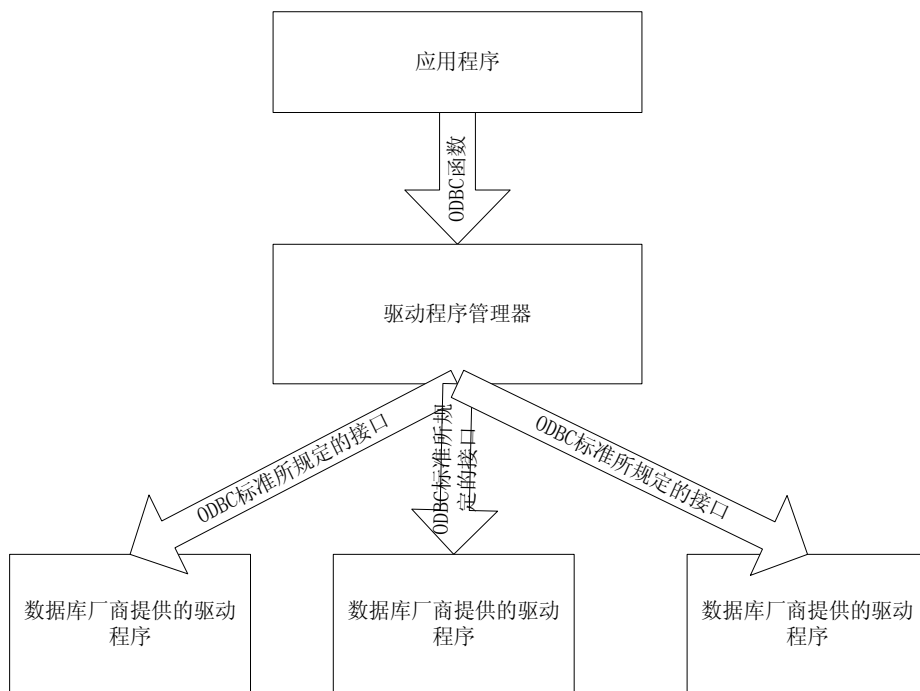 应用程序
ODBC函数
驱动程序管理器
ODBC标准所规定的接口
ODBC标准所规
定的接口
ODBC标准所规定的接口
数据库厂商提供的驱动
程序
数据库厂商提供的驱动
程序
数据库厂商提供的驱动
程序